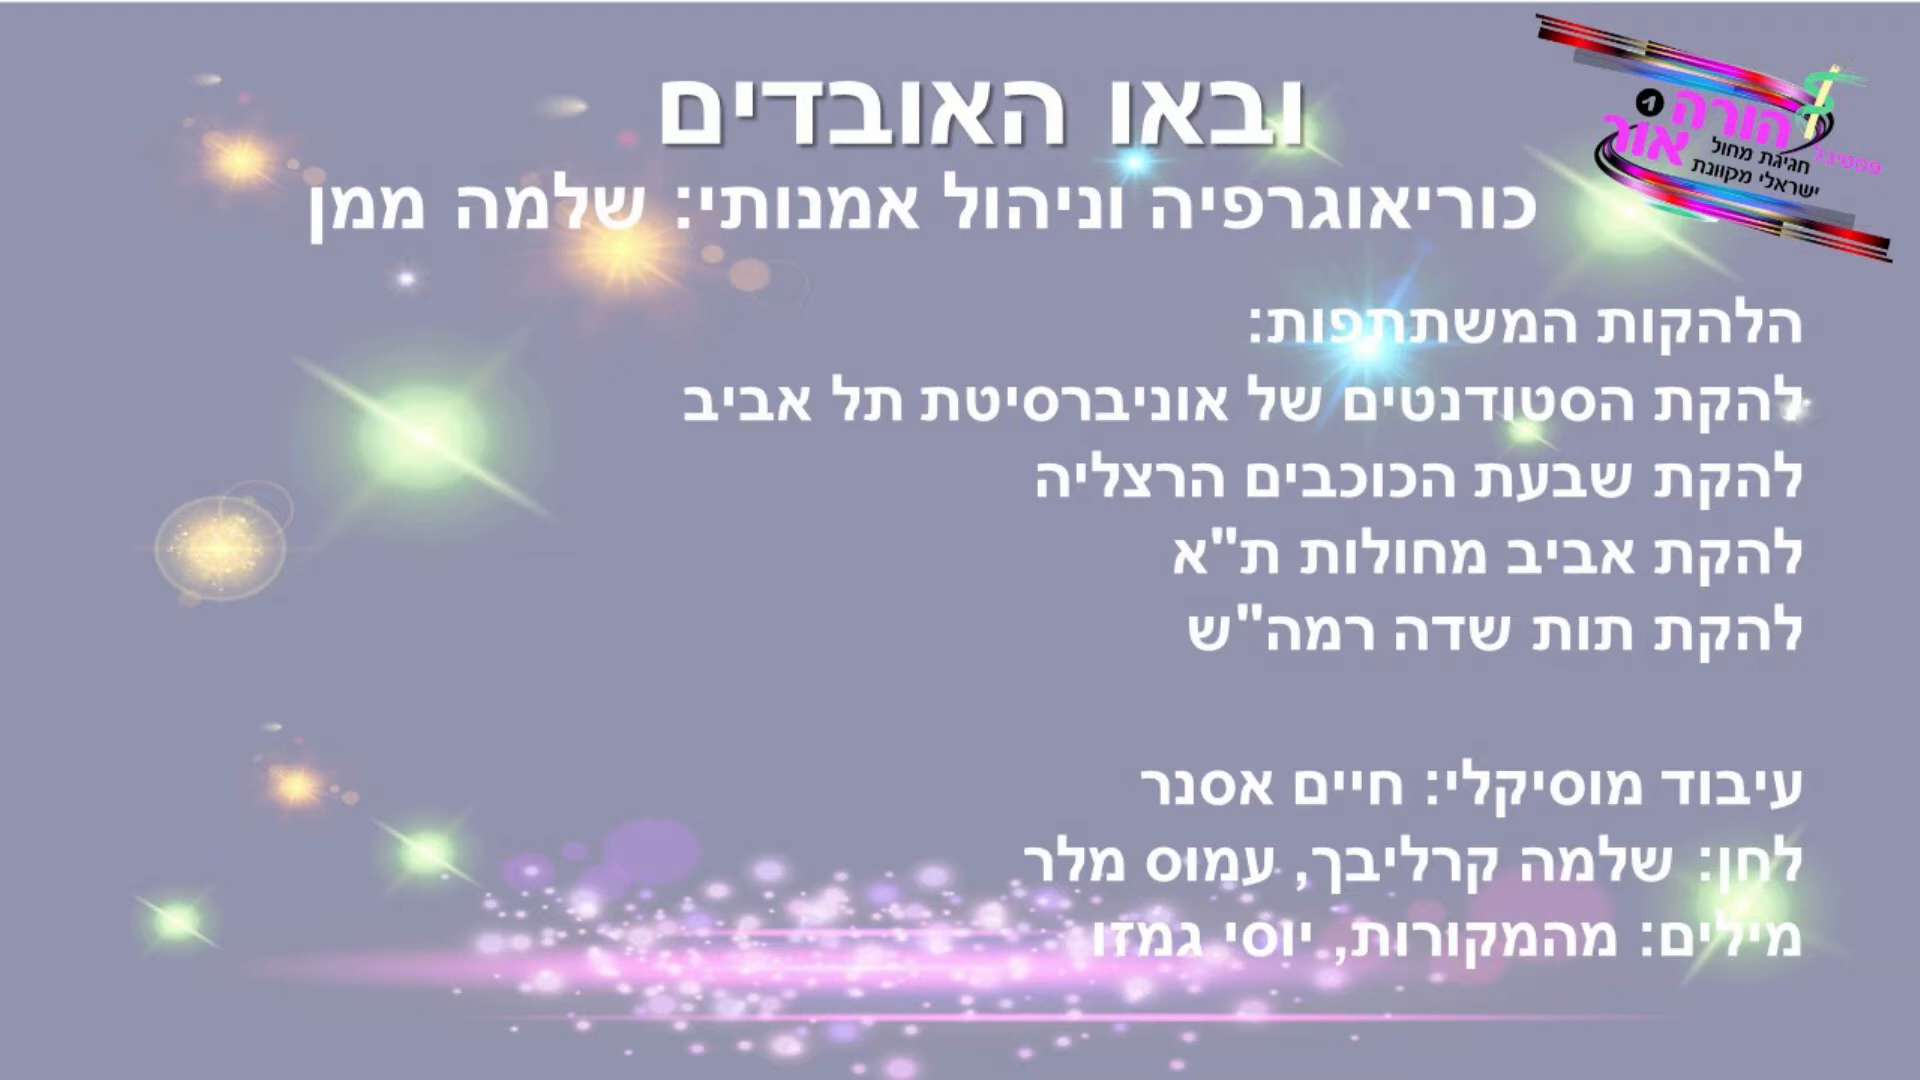 ובאו האובדים
כוריאוגרפיה וניהול אמנותי: שלמה ממן
הלהקות המשתתפות:
להקת הסטודנטים של אוניברסיטת תל אביב
להקת שבעת הכוכבים הרצליה
להקת אביב מחולות ת"א
להקת תות שדה רמה"ש
עיבוד מוסיקלי: חיים אסנר
לחן: שלמה קרליבך, עמוס מלר
מילים: מהמקורות, יוסי גמזו
פסטיבל
הורה 1
אור
חגיגת מחול
ישראלי מקוונת